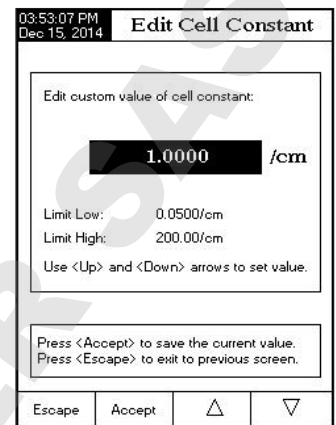 03:53:07 PM
Dec 15, 2014
Edit Cell Constant
Edit custom value of cell constant:
1.0000 /cm
Limit Low: 0.0500/cm
Limit High: 200.00/cm
Use <Up> and <Down> arrows to set value.
Press <Accept> to save the current value.
Press <Escape> to exit to previous screen.
Escape Accept △ ▽